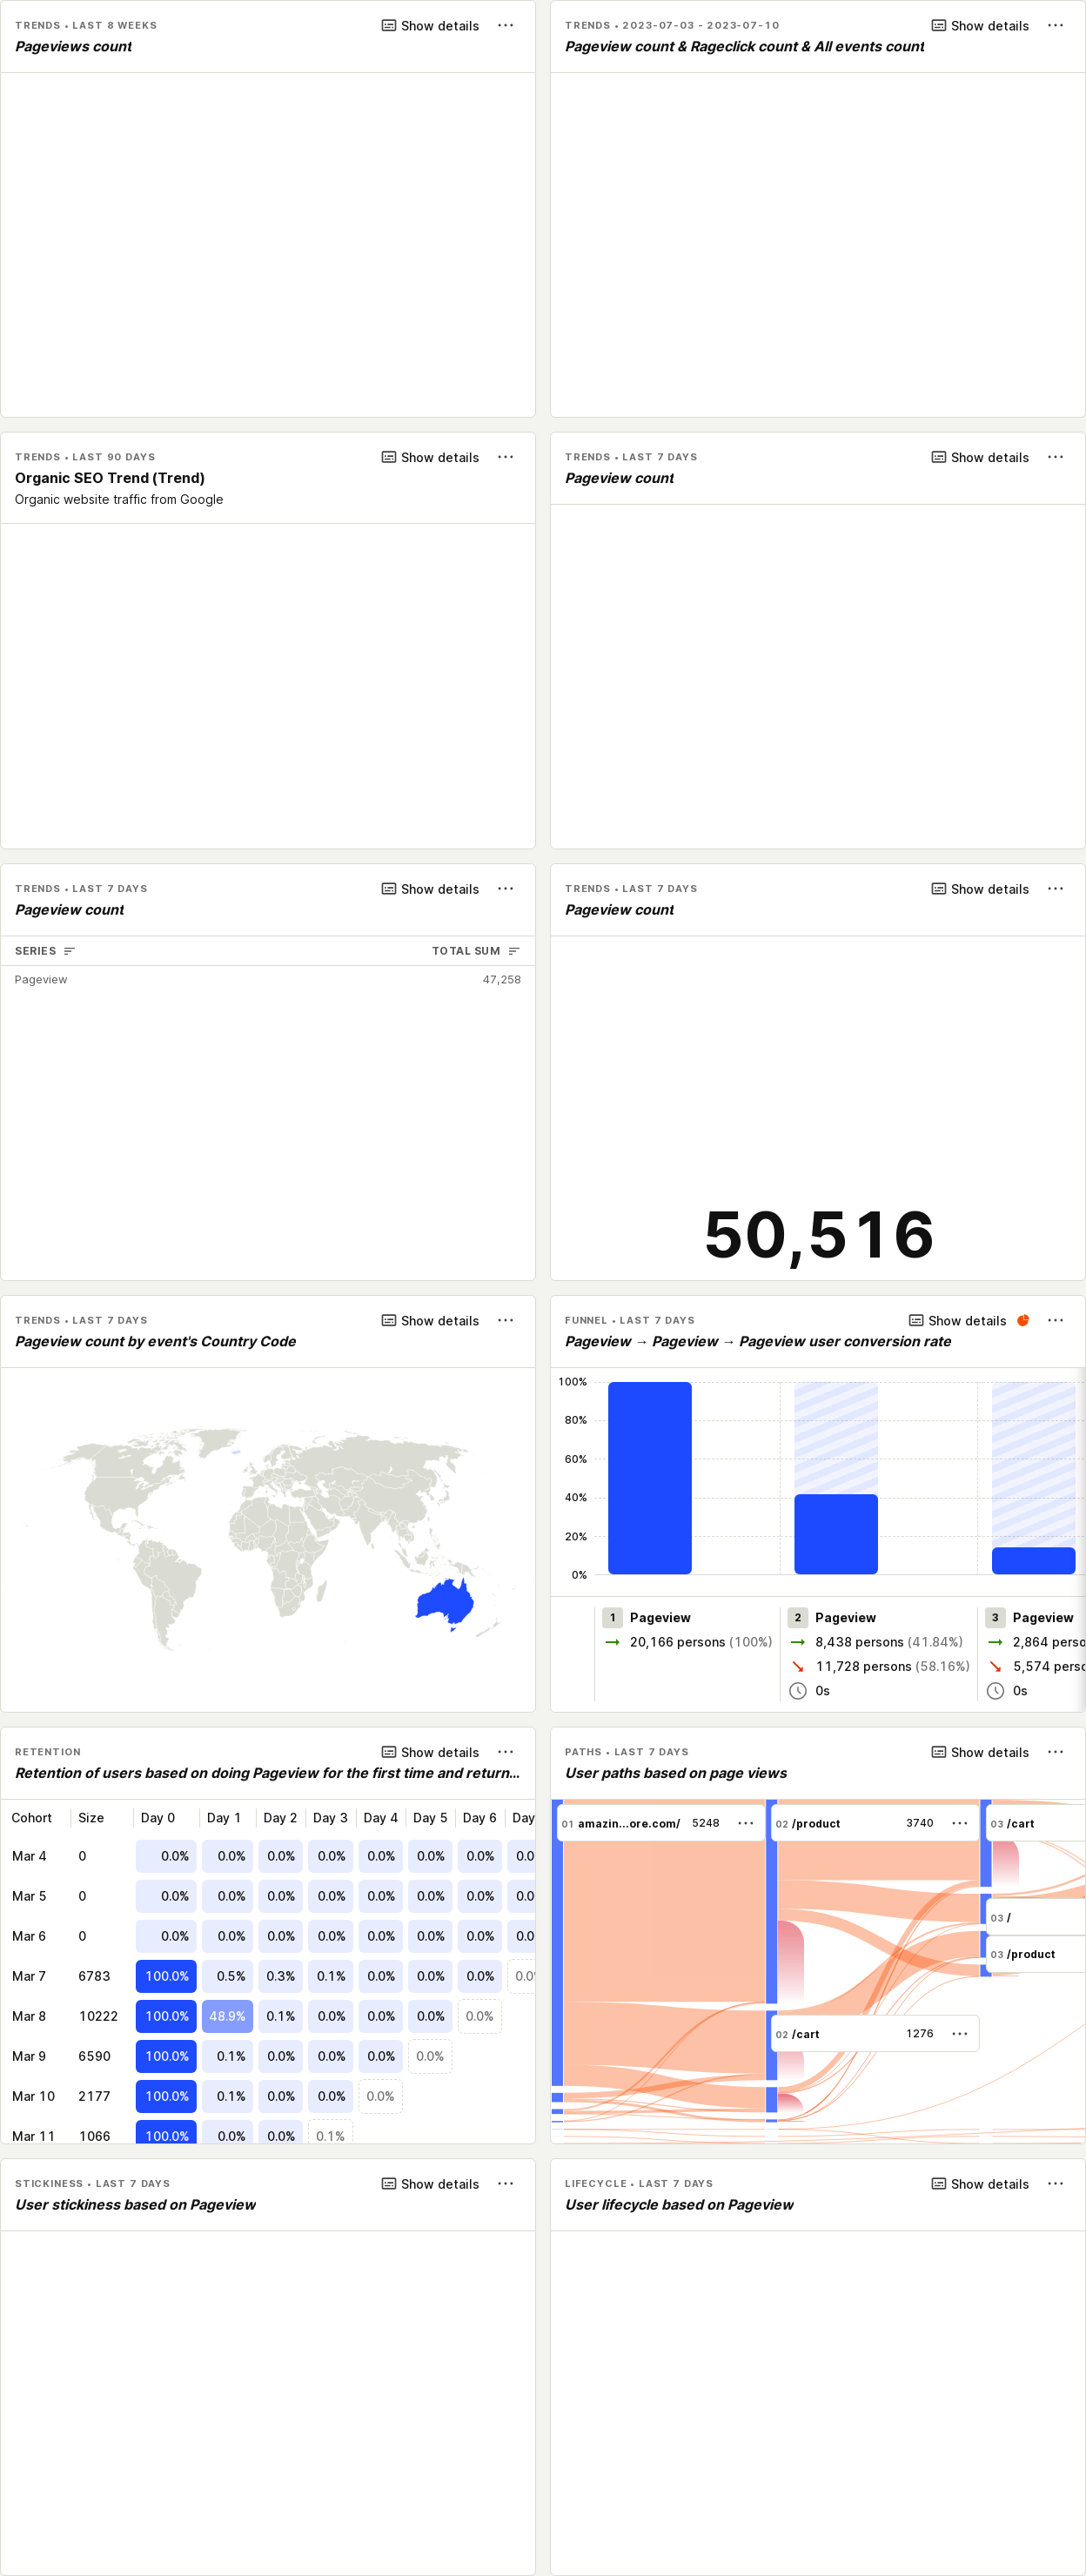 TRENDS • LAST 8 WEEKS
Show details
Pageviews count
TRENDS • 2023-07-03 - 2023-07-10
Show details
Pageview count & Rageclick count & All events count
TRENDS • LAST 90 DAYS
Show details
Organic SEO Trend (Trend)
Organic website traffic from Google
TRENDS • LAST 7 DAYS
Show details
Pageview count
TRENDS • LAST 7 DAYS
Show details
Pageview count
SERIES TOTAL SUM
Pageview 47,258
TRENDS • LAST 7 DAYS
Show details
Pageview count
50,516
TRENDS • LAST 7 DAYS
Show details
Pageview count by event's Country Code
FUNNEL • LAST 7 DAYS
Show details
Pageview → Pageview → Pageview user conversion rate
100%
80%
60%
40%
20%
0%
1 Pageview
20,166 persons (100%)
2 Pageview
8,438 persons (41.84%)
11,728 persons (58.16%)
0s
3 Pageview
2,864 perso
5,574 perso
0s
RETENTION
Show details
Retention of users based on doing Pageview for the first time and return...
Cohort Size Day 0 Day 1 Day 2 Day 3 Day 4 Day 5 Day 6 Day
Mar 4 0 0.0% 0.0% 0.0% 0.0% 0.0% 0.0% 0.0% 0.0
Mar 5 0 0.0% 0.0% 0.0% 0.0% 0.0% 0.0% 0.0% 0.0
Mar 6 0 0.0% 0.0% 0.0% 0.0% 0.0% 0.0% 0.0% 0.0
Mar 7 6783 100.0% 0.5% 0.3% 0.1% 0.0% 0.0% 0.0% 0.0
Mar 8 10222 100.0% 48.9% 0.1% 0.0% 0.0% 0.0% 0.0%
Mar 9 6590 100.0% 0.1% 0.0% 0.0% 0.0% 0.0%
Mar 10 2177 100.0% 0.1% 0.0% 0.0% 0.0%
Mar 11 1066 100.0% 0.0% 0.0% 0.1%
PATHS • LAST 7 DAYS
Show details
User paths based on page views
01 amazin...ore.com/ 5248
02 /product 3740
03 /cart
03 /
03 /product
02 /cart 1276
STICKINESS • LAST 7 DAYS
Show details
User stickiness based on Pageview
LIFECYCLE • LAST 7 DAYS
Show details
User lifecycle based on Pageview